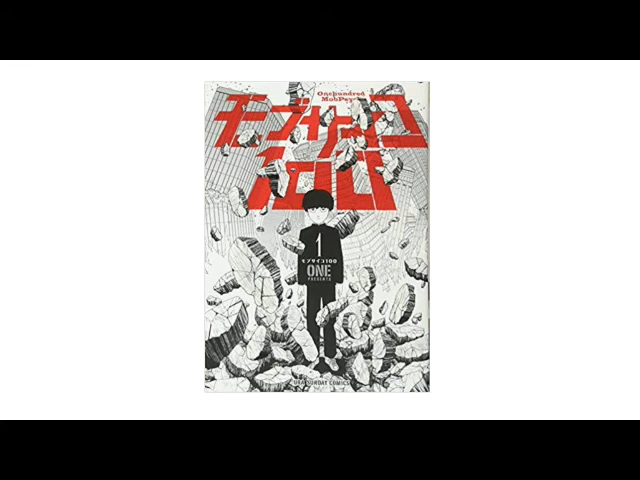 Onehundred
MobPsycho
モブサイコ
100
1
モブサイコ100
ONE
PRESENTS
URA SUNDAY COMICS